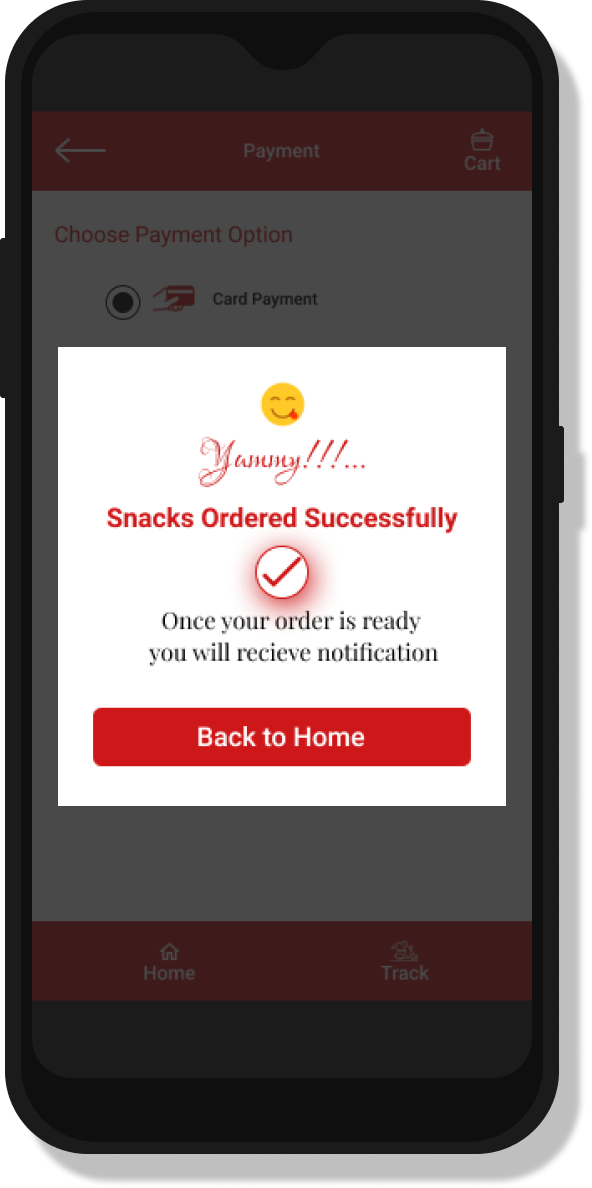 Payment
Cart
Choose Payment Option
Card Payment
Yummy!!!...
Snacks Ordered Successfully
Once your order is ready
you will recieve notification
Back to Home
Home
Track